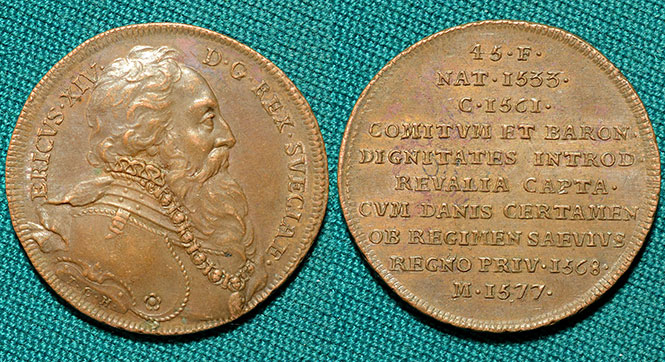 ERICVS·XIV· D·G·REX·SVECIAE
I·C·H·
45·F·
NAT·1533·
C·1561·
COMITVM ET BARON·
DIGNITATES INTROD·
REVALIA CAPTA·
CVM DANIS CERTAMEN
OB REGIMEN SAEVIUS
REGNO PRIV·1568·
M·1577·